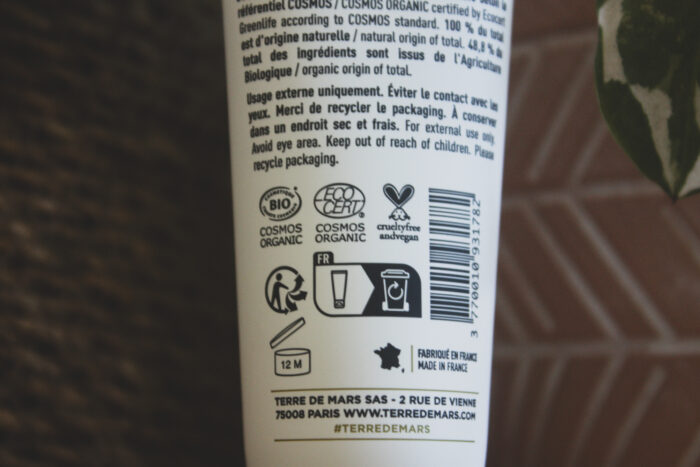 référentiel COSMOS / COSMOS ORGANIC certified by Ecocert
Greenlife according to COSMOS standard. 100 % du total
est d'origine naturelle / natural origin of total. 48,8 % du
total des ingrédients sont issus de l'Agriculture
Biologique / organic origin of total.
Usage externe uniquement. Éviter le contact avec les
yeux. Merci de recycler le packaging. À conserver
dans un endroit sec et frais. For external use only.
Avoid eye area. Keep out of reach of children. Please
recycle packaging.
COSMÉTIQUE
BIO
COSMOS
ORGANIC
ECO
CERT
COSMOS
ORGANIC
crueltyfree
andvegan
3 770010 931782
FR
12 M
FABRIQUÉ EN FRANCE
MADE IN FRANCE
TERRE DE MARS SAS - 2 RUE DE VIENNE
75008 PARIS WWW.TERREDEMARS.COM
#TERREDEMARS